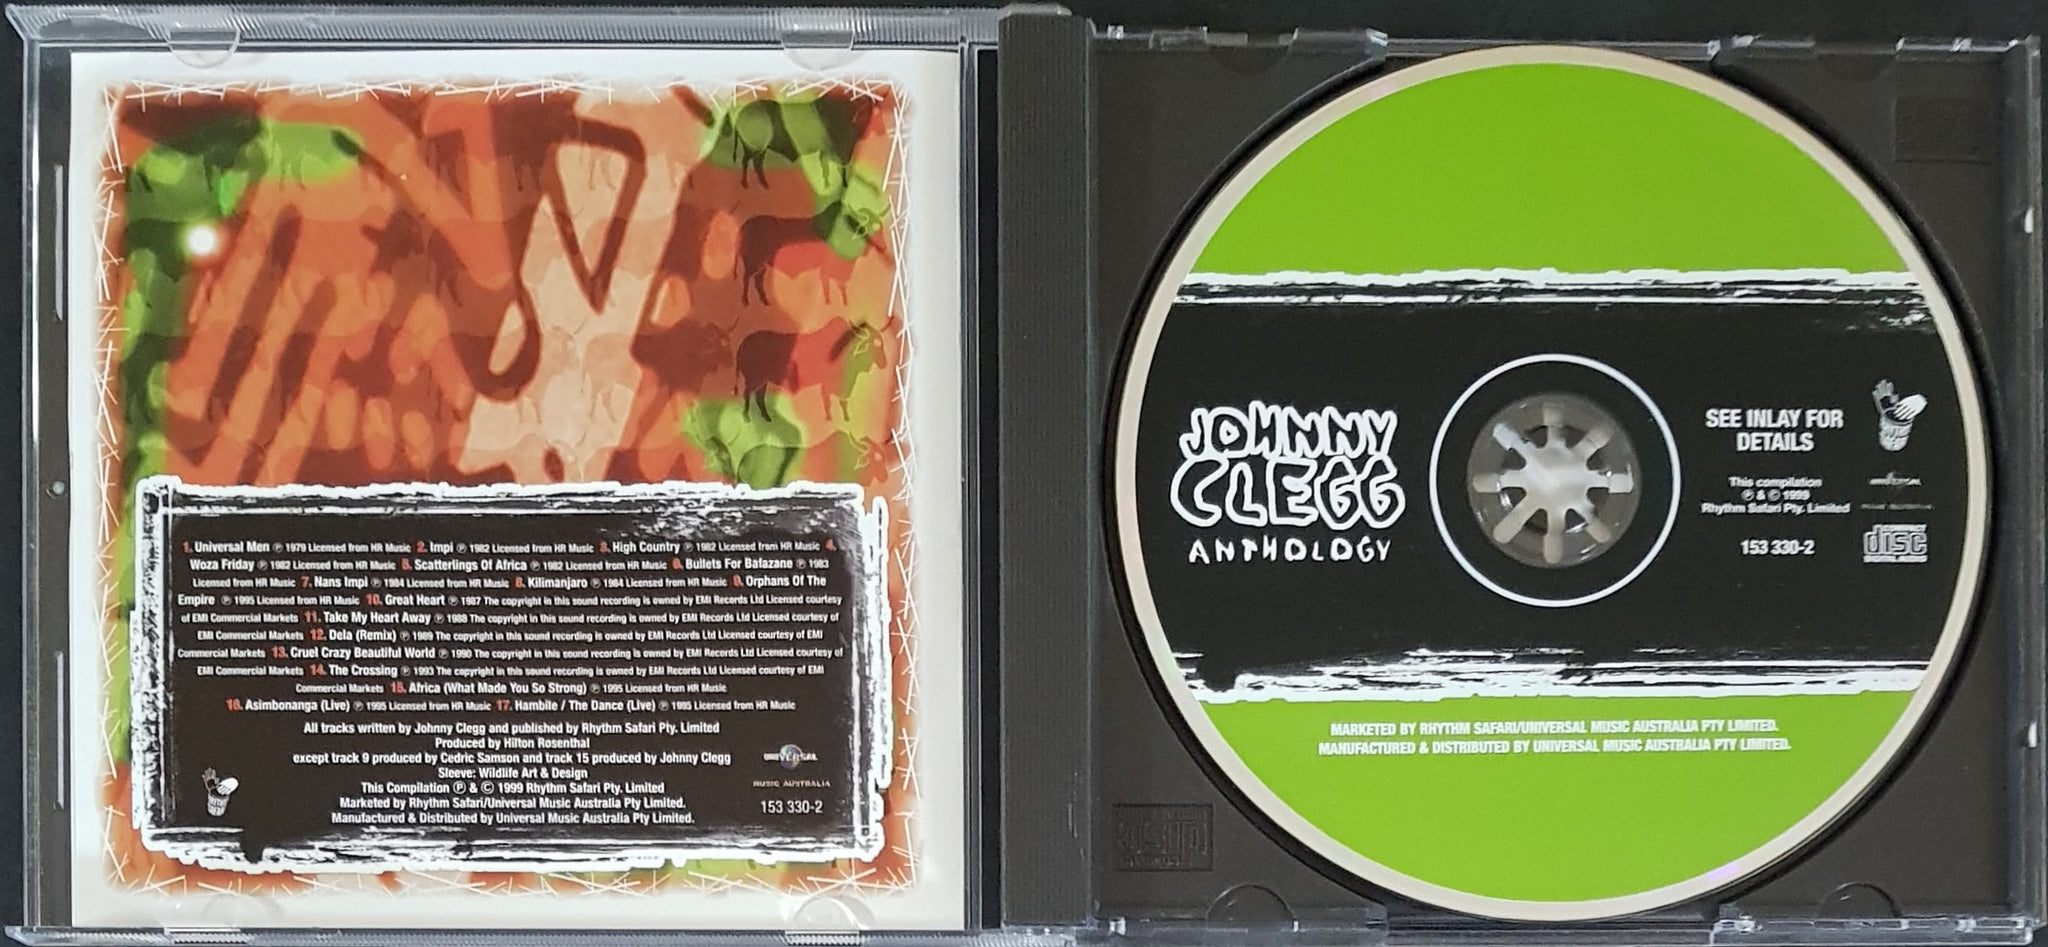 1. Universal Men ℗ 1979 Licensed from HR Music 2. Impi ℗ 1982 Licensed from HR Music 3. High Country ℗ 1982 Licensed from HR Music 4.
Woza Friday ℗ 1982 Licensed from HR Music 5. Scatterlings Of Africa ℗ 1982 Licensed from HR Music 6. Bullets For Bafazane ℗ 1983
Licensed from HR Music 7. Nans Impi ℗ 1984 Licensed from HR Music 8. Kilimanjaro ℗ 1984 Licensed from HR Music 9. Orphans Of The
Empire ℗ 1995 Licensed from HR Music 10. Great Heart ℗ 1987 The copyright in this sound recording is owned by EMI Records Ltd Licensed courtesy
of EMI Commercial Markets 11. Take My Heart Away ℗ 1988 The copyright in this sound recording is owned by EMI Records Ltd Licensed courtesy of
EMI Commercial Markets 12. Dela (Remix) ℗ 1989 The copyright in this sound recording is owned by EMI Records Ltd Licensed courtesy of EMI
Commercial Markets 13. Cruel Crazy Beautiful World ℗ 1990 The copyright in this sound recording is owned by EMI Records Ltd Licensed courtesy of
EMI Commercial Markets 14. The Crossing ℗ 1993 The copyright in this sound recording is owned by EMI Records Ltd Licensed courtesy of EMI
Commercial Markets 15. Africa (What Made You So Strong) ℗ 1995 Licensed from HR Music
16. Asimbonanga (Live) ℗ 1995 Licensed from HR Music 17. Hambile / The Dance (Live) ℗ 1995 Licensed from HR Music
All tracks written by Johnny Clegg and published by Rhythm Safari Pty. Limited
Produced by Hilton Rosenthal
except track 9 produced by Cedric Samson and track 15 produced by Johnny Clegg
Sleeve: Wildlife Art & Design
This Compilation ℗ & © 1999 Rhythm Safari Pty. Limited
Marketed by Rhythm Safari/Universal Music Australia Pty Limited.
Manufactured & Distributed by Universal Music Australia Pty Limited.
UNIVERSAL
MUSIC AUSTRALIA
153 330-2
JOHNNY
CLEGG
ANTHOLOGY
SEE INLAY FOR
DETAILS
This compilation
℗ & © 1999
Rhythm Safari Pty. Limited
153 330-2
UNIVERSAL
COMPACT
disc
DIGITAL AUDIO
MARKETED BY RHYTHM SAFARI/UNIVERSAL MUSIC AUSTRALIA PTY LIMITED.
MANUFACTURED & DISTRIBUTED BY UNIVERSAL MUSIC AUSTRALIA PTY LIMITED.